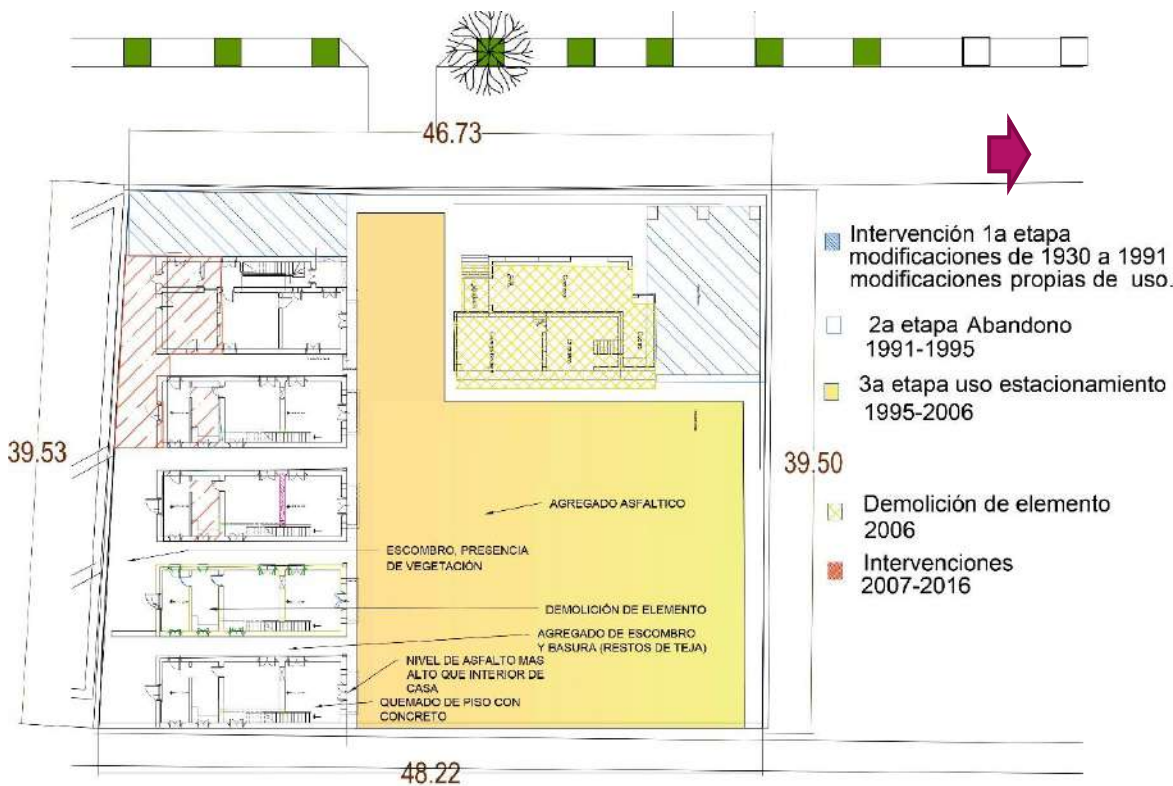 46.73
Intervención 1a etapa
modificaciones de 1930 a 1991
modificaciones propias de uso.
2a etapa Abandono
1991-1995
3a etapa uso estacionamiento
1995-2006
39.53
39.50
AGREGADO ASFALTICO
Demolición de elemento
2006
ESCOMBRO, PRESENCIA
DE VEGETACIÓN
Intervenciones
2007-2016
DEMOLICIÓN DE ELEMENTO
AGREGADO DE ESCOMBRO
Y BASURA (RESTOS DE TEJA)
NIVEL DE ASFALTO MAS
ALTO QUE INTERIOR DE
CASA
QUEMADO DE PISO CON
CONCRETO
48.22